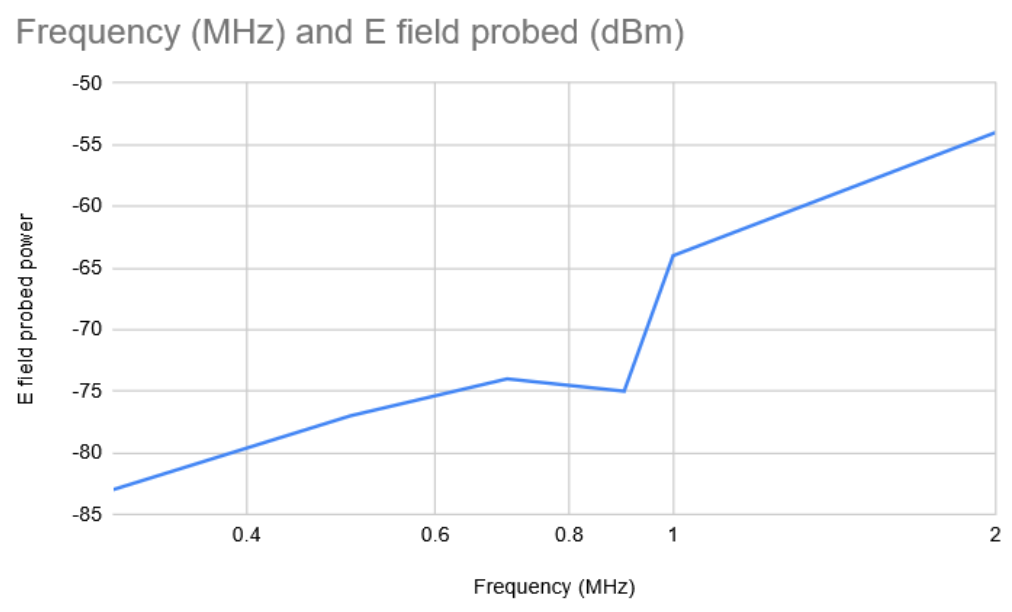 Frequency (MHz) and E field probed (dBm)
-50
-55
-60
-65
-70
-75
-80
-85
E field probed power
0.4 0.6 0.8 1 2
Frequency (MHz)